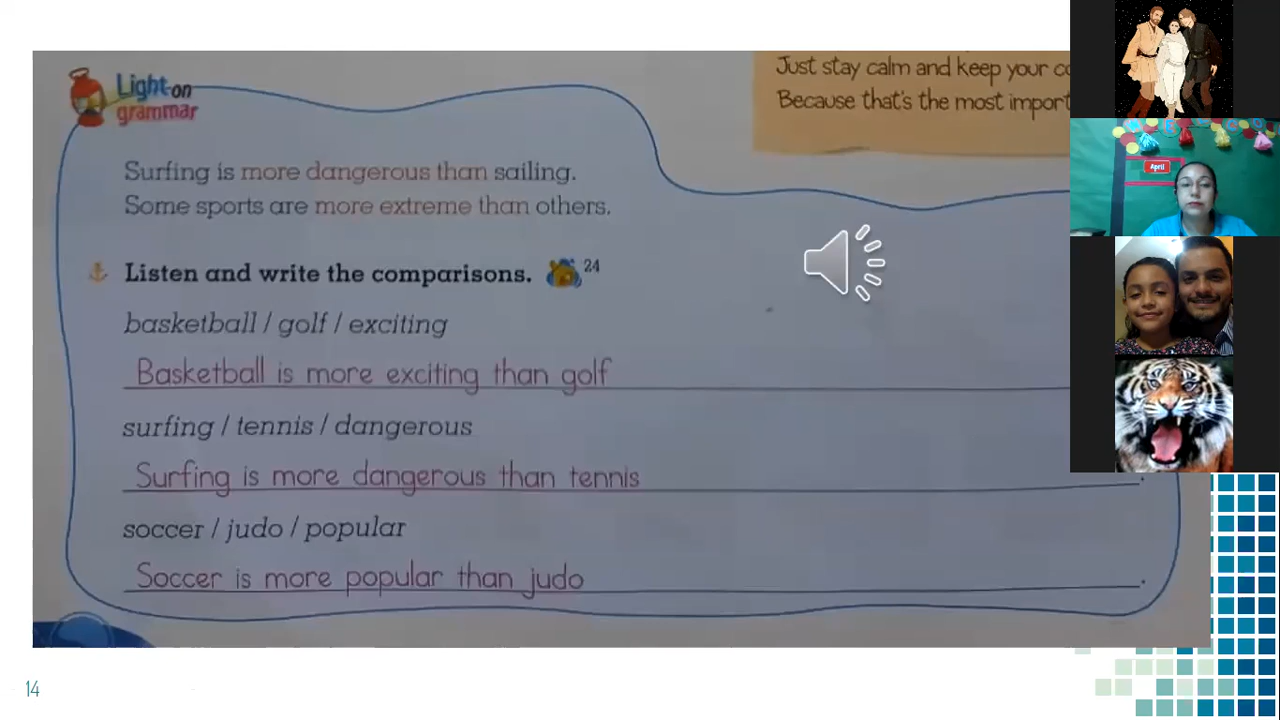 Light on
grammar
Just stay calm and keep your
Because that's the most
Surfing is more dangerous than sailing.
Some sports are more extreme than others.
Listen and write the comparisons. 24
basketball / golf / exciting
Basketball is more exciting than golf
surfing / tennis / dangerous
Surfing is more dangerous than tennis
.
soccer / judo / popular
Soccer is more popular than judo
.
April
14